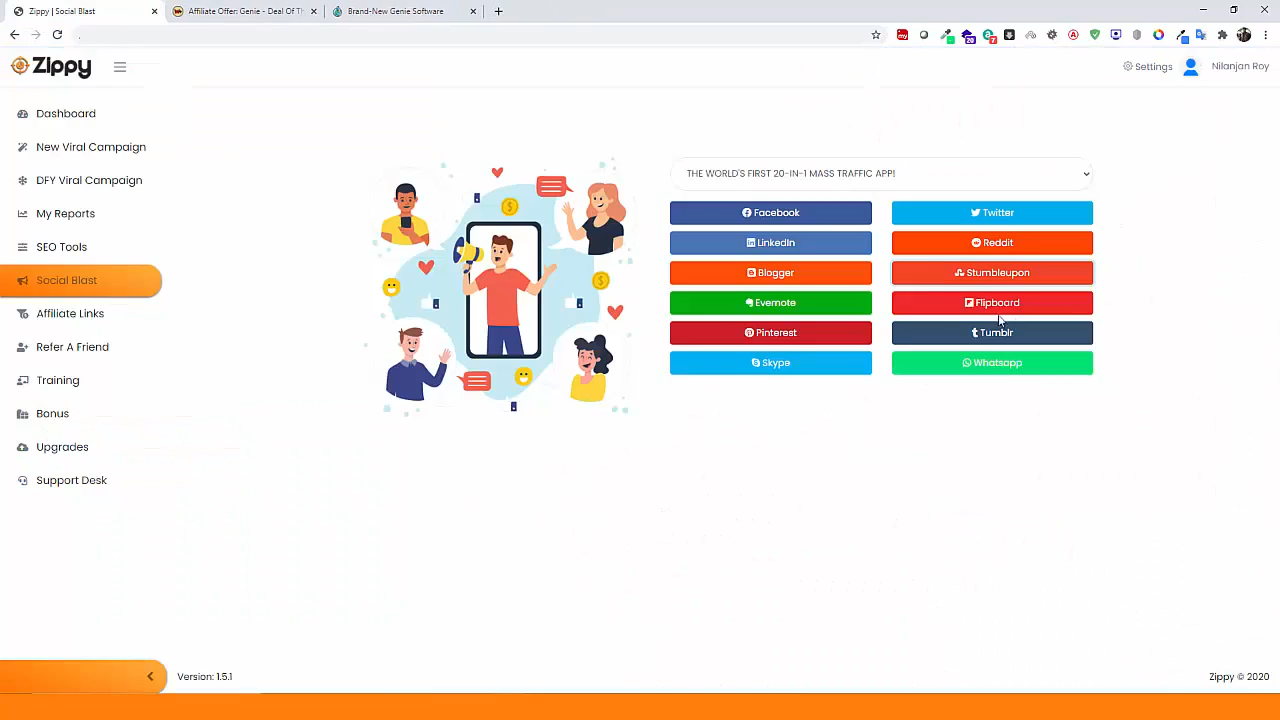 Zippy | Social Blast
Affiliate Offer: Genie - Deal Of Th
Brand-New Genie Software
Zippy
Settings
Nilanjan Roy
Dashboard
New Viral Campaign
DFY Viral Campaign
My Reports
SEO Tools
Social Blast
Affiliate Links
Refer A Friend
Training
Bonus
Upgrades
Support Desk
THE WORLD'S FIRST 20-IN-1 MASS TRAFFIC APP!
Facebook
Twitter
LinkedIn
Reddit
Blogger
Stumbleupon
Evernote
Flipboard
Pinterest
Tumblr
Skype
Whatsapp
Version: 1.5.1
Zippy © 2020